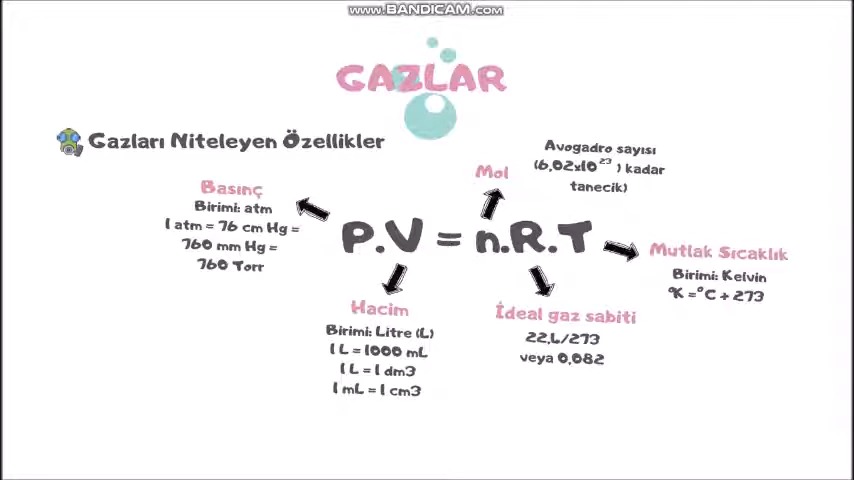 www.BANDICAM.com
GAZLAR
Gazları Niteleyen Özellikler
Basınç
Birimi: atm
1 atm = 76 cm Hg =
760 mm Hg =
760 Torr
Mol
Avogadro sayısı
(6,02x10²³ ) kadar
tanecik)
P.V = n.R.T
Mutlak Sıcaklık
Birimi: Kelvin
°K =°C + 273
Hacim
Birimi: Litre (L)
1 L = 1000 mL
1 L = 1 dm3
1 mL = 1 cm3
İdeal gaz sabiti
22,4/273
veya 0,082